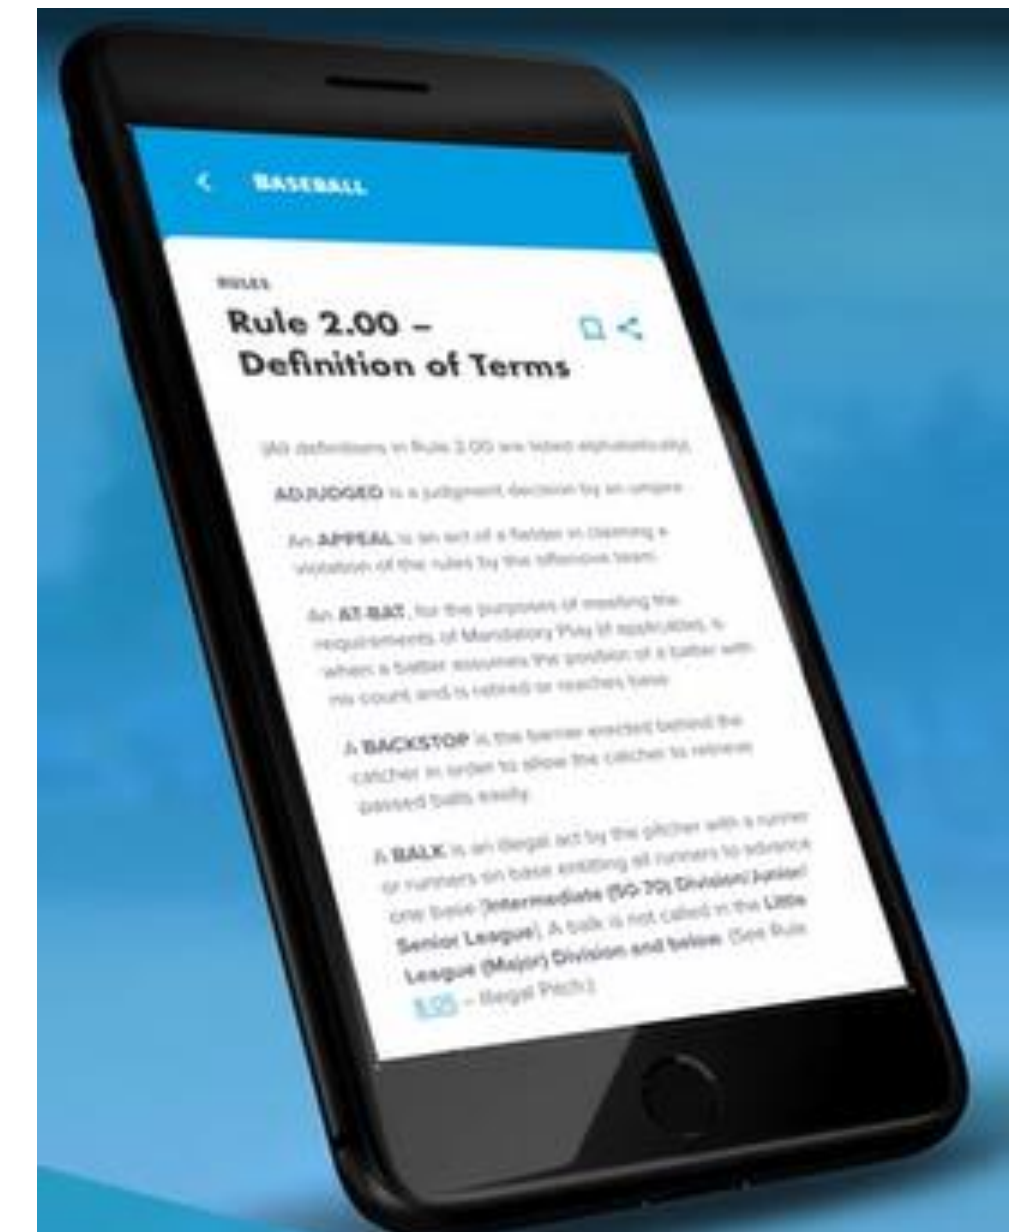 BASEBALL
RULES
Rule 2.00 –
Definition of Terms
(All definitions in Rule 2.00 are listed alphabetically).
ADJUDGED is a judgment decision by an umpire.
An APPEAL is an act of a fielder in claiming a
violation of the rules by the offensive team.
An AT-BAT, for the purposes of meeting the
requirements of Mandatory Play (if applicable), is
when a batter assumes the position of a batter with
no count and is retired or reaches base.
A BACKSTOP is the barrier erected behind the
catcher in order to allow the catcher to retrieve
passed balls easily.
A BALK is an illegal act by the pitcher with a runner
or runners on base entitling all runners to advance
one base [Intermediate (50-70) Division/Junior/
Senior League]. A balk is not called in the Little
League (Major) Division and below. (See Rule
8.05 – Illegal Pitch.)